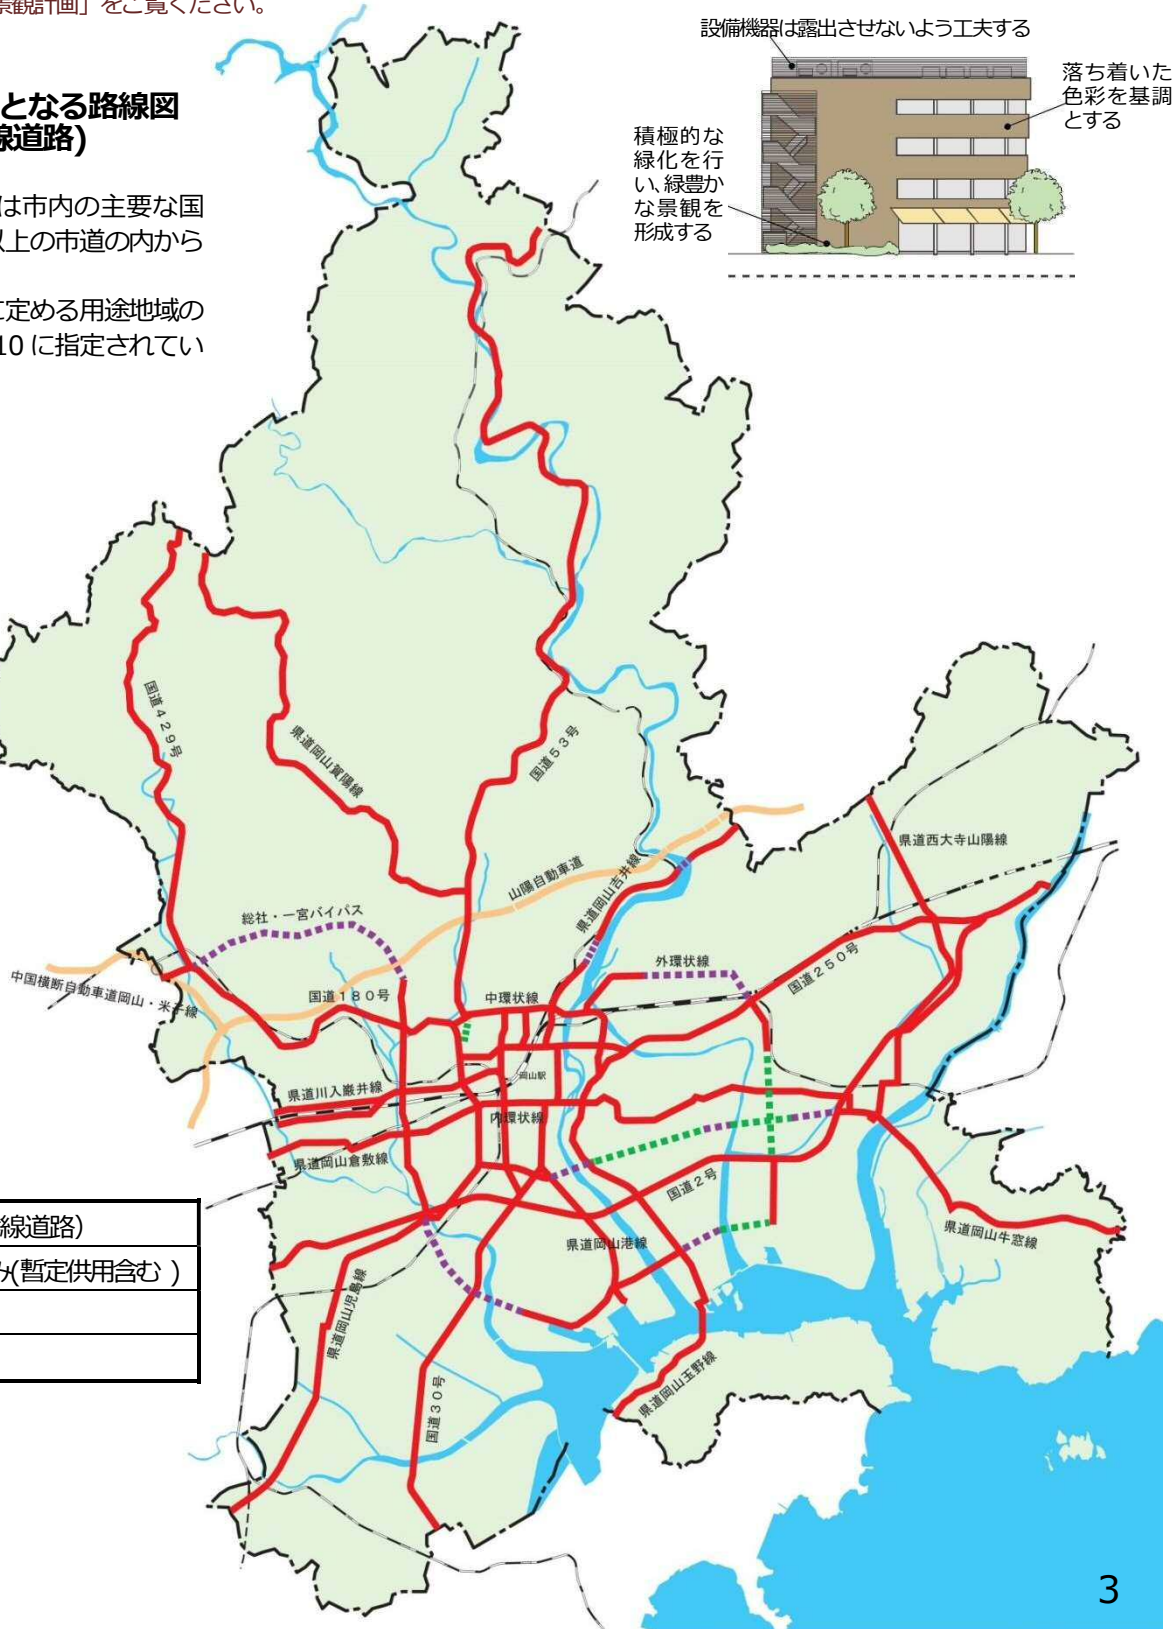 景観計画」をご覧ください。
となる路線図
線道路)
は市内の主要な国
以上の市道の内から
に定める用途地域の
10 に指定されてい
設備機器は露出させないよう工夫する
落ち着いた
色彩を基調
とする
積極的な
緑化を行
い、緑豊か
な景観を
形成する
国道429号
県道岡山賀陽線
国道53号
県道西大寺山陽線
山陽自動車道
県道岡山吉井線
総社・一宮バイパス
外環状線
国道250号
中国横断自動車道岡山・米子線
国道180号
中環状線
岡山駅
県道川入巌井線
内環状線
県道岡山倉敷線
国道2号
県道岡山港線
県道岡山牛窓線
県道岡山児島線
県道岡山玉野線
国道30号
線道路)
み(暫定供用含む )
3